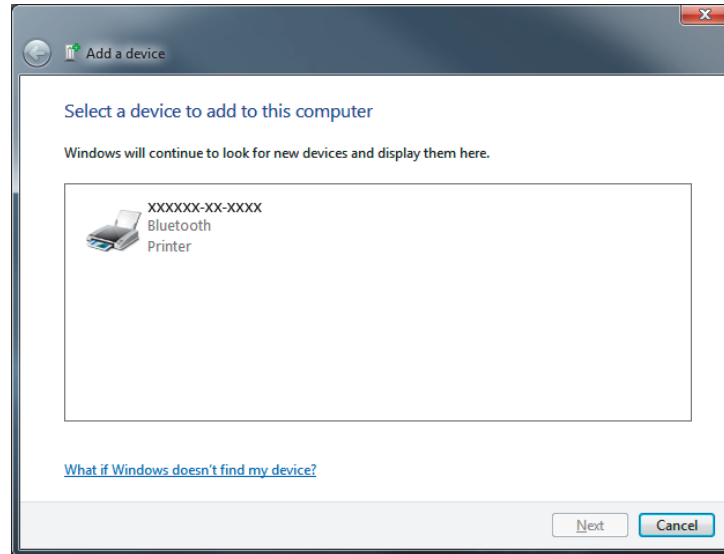 Add a device
Select a device to add to this computer
Windows will continue to look for new devices and display them here.
XXXXXX-XX-XXXX
Bluetooth
Printer
What if Windows doesn't find my device?
Next Cancel